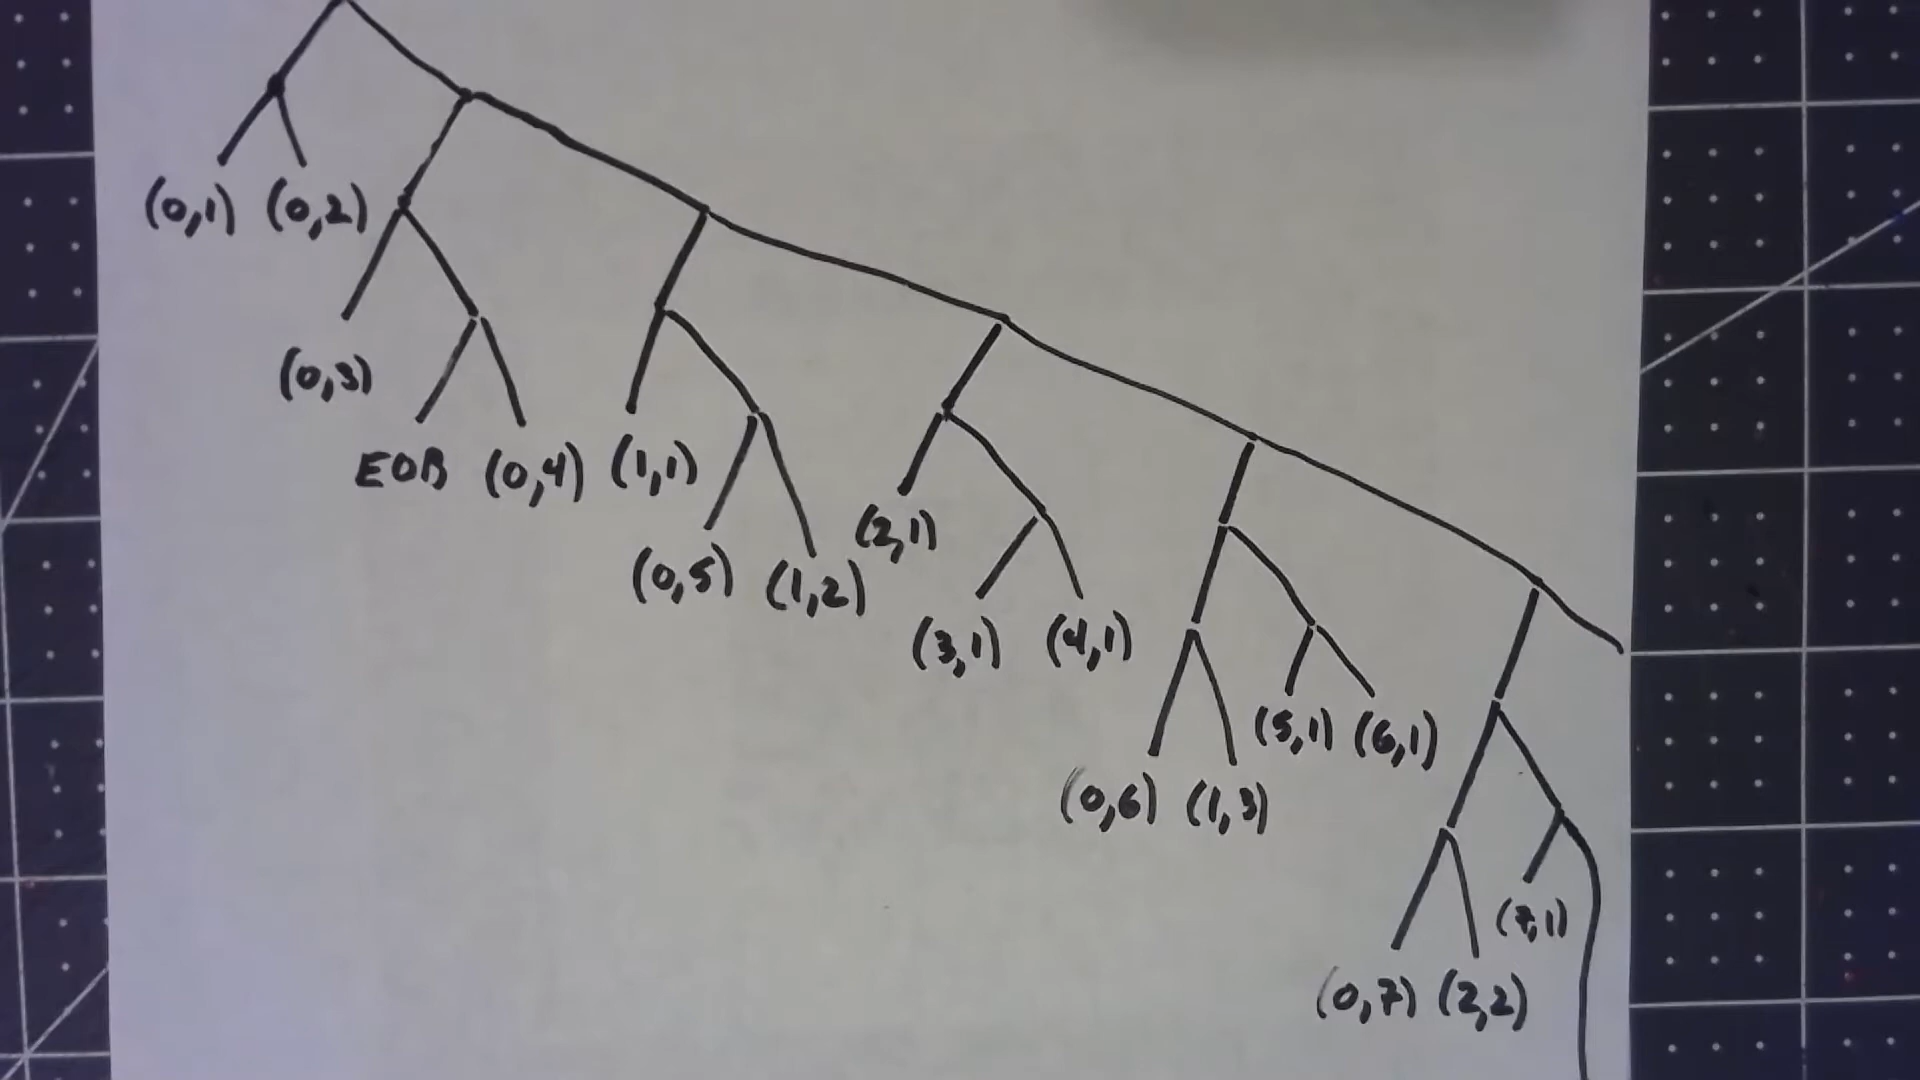 (0,1) (0,2)
(0,3)
EOB (0,4) (1,1)
(0,5) (1,2) (2,1)
(3,1) (4,1)
(0,6) (1,3) (5,1) (6,1)
(7,1)
(0,7) (2,2)